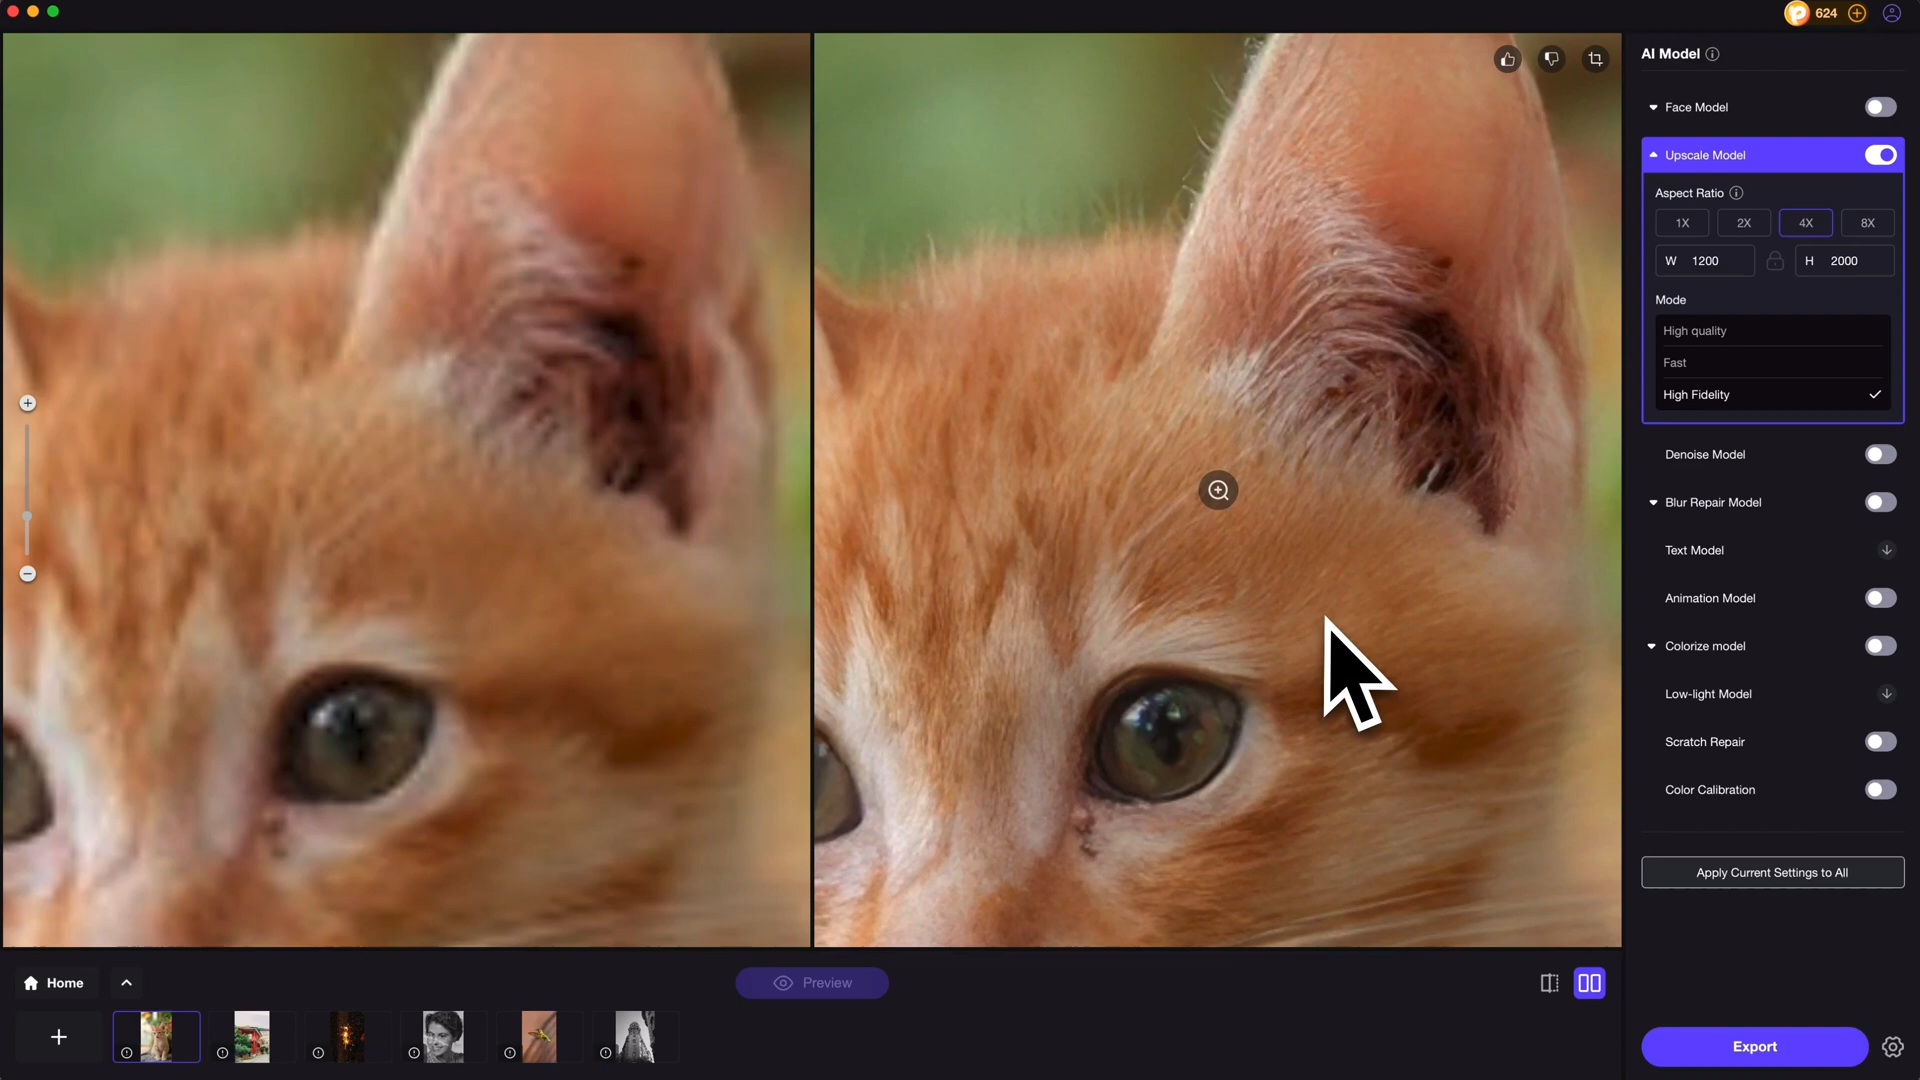 624
AI Model
Face Model
Upscale Model
Aspect Ratio
1X 2X 4X 8X
W 1200 H 2000
Mode
High quality
Fast
High Fidelity
Denoise Model
Blur Repair Model
Text Model
Animation Model
Colorize model
Low-light Model
Scratch Repair
Color Calibration
Apply Current Settings to All
Home
Preview
Export